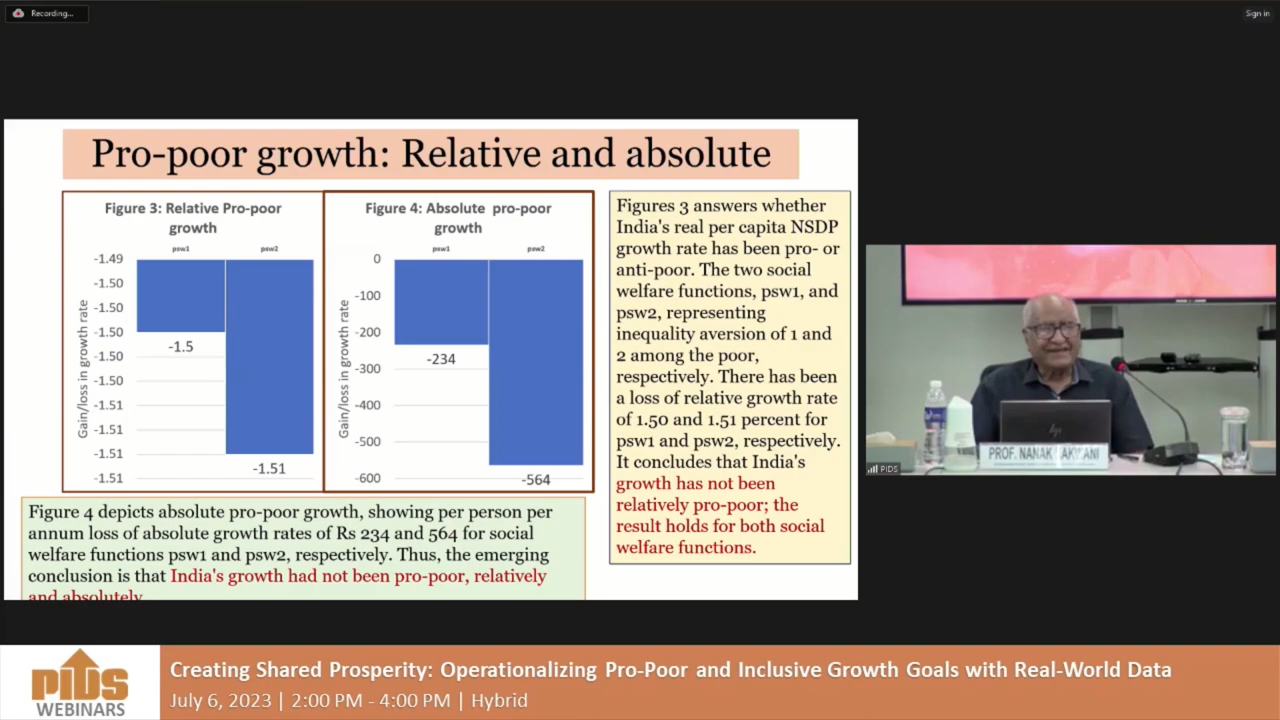 Recording...
Sign in
Pro-poor growth: Relative and absolute
Figure 3: Relative Pro-poor
growth
psw1 psw2
Gain/loss in growth rate
-1.49
-1.50
-1.50
-1.50
-1.50
-1.50
-1.51
-1.51
-1.51
-1.51
-1.5
-1.51
Figure 4: Absolute pro-poor
growth
psw1 psw2
Gain/loss in growth rate
0
-100
-200
-300
-400
-500
-600
-234
-564
Figures 3 answers whether
India's real per capita NSDP
growth rate has been pro- or
anti-poor. The two social
welfare functions, psw1, and
psw2, representing
inequality aversion of 1 and
2 among the poor,
respectively. There has been
a loss of relative growth rate
of 1.50 and 1.51 percent for
psw1 and psw2, respectively.
It concludes that India's
growth has not been
relatively pro-poor; the
result holds for both social
welfare functions.
Figure 4 depicts absolute pro-poor growth, showing per person per
annum loss of absolute growth rates of Rs 234 and 564 for social
welfare functions psw1 and psw2, respectively. Thus, the emerging
conclusion is that India's growth had not been pro-poor, relatively
and absolutely
hp
PROF. NANAK
PIDS
PIDS
WEBINARS
Creating Shared Prosperity: Operationalizing Pro-Poor and Inclusive Growth Goals with Real-World Data
July 6, 2023 | 2:00 PM - 4:00 PM | Hybrid